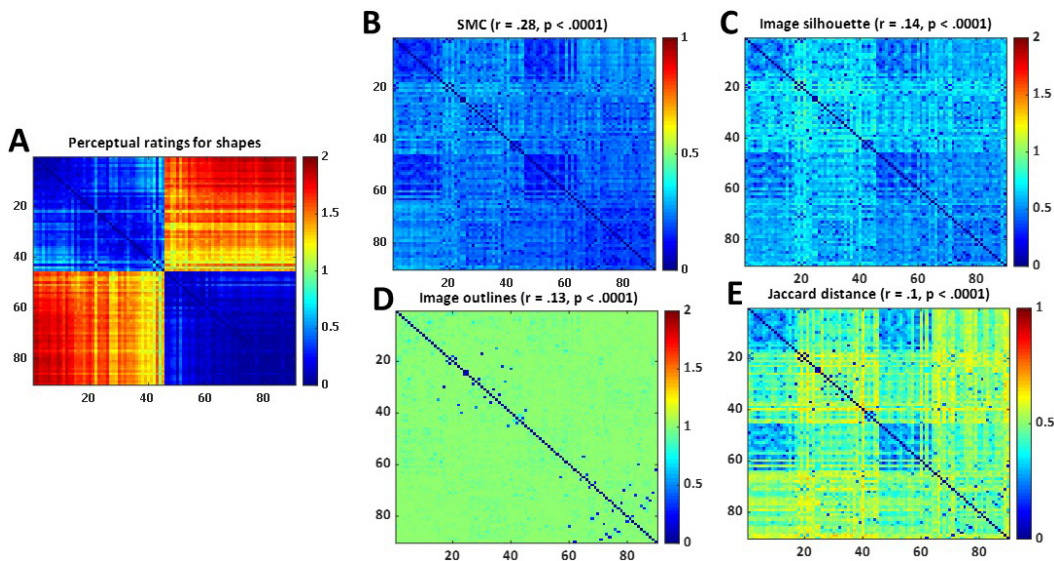 A
Perceptual ratings for shapes
20
40
60
80
20 40 60 80
2
1.5
1
0.5
0
B
SMC (r = .28, p < .0001)
20
40
60
80
20 40 60 80
1
0.5
0
C
Image silhouette (r = .14, p < .0001)
20
40
60
80
20 40 60 80
2
1.5
1
0.5
0
D
Image outlines (r = .13, p < .0001)
20
40
60
80
20 40 60 80
2
1.5
1
0.5
0
E
Jaccard distance (r = .1, p < .0001)
20
40
60
80
20 40 60 80
1
0.5
0